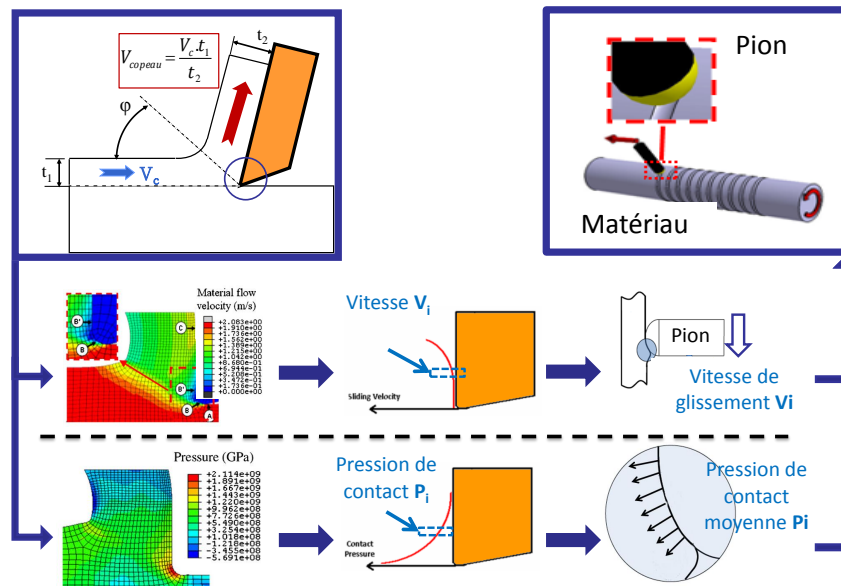 V_copeau = V_c.t_1 / t_2
t_2
φ
t_1
V_c
Pion
Matériau
Material flow
velocity (m/s)
+2.083e+00
+1.910e+00
+1.736e+00
+1.562e+00
+1.389e+00
+1.215e+00
+1.042e+00
+8.680e-01
+6.944e-01
+5.208e-01
+3.472e-01
+1.736e-01
+0.000e+00
B'
B
C
B'
B
A
Vitesse V_i
Sliding Velocity
Pion
Vitesse de
glissement Vi
Pressure (GPa)
+2.114e+09
+1.891e+09
+1.667e+09
+1.443e+09
+1.220e+09
+9.962e+08
+7.726e+08
+5.490e+08
+3.254e+08
+1.018e+08
-1.218e+08
-3.455e+08
-5.691e+08
Pression de
contact P_i
Contact
Pressure
Pression de
contact
moyenne Pi